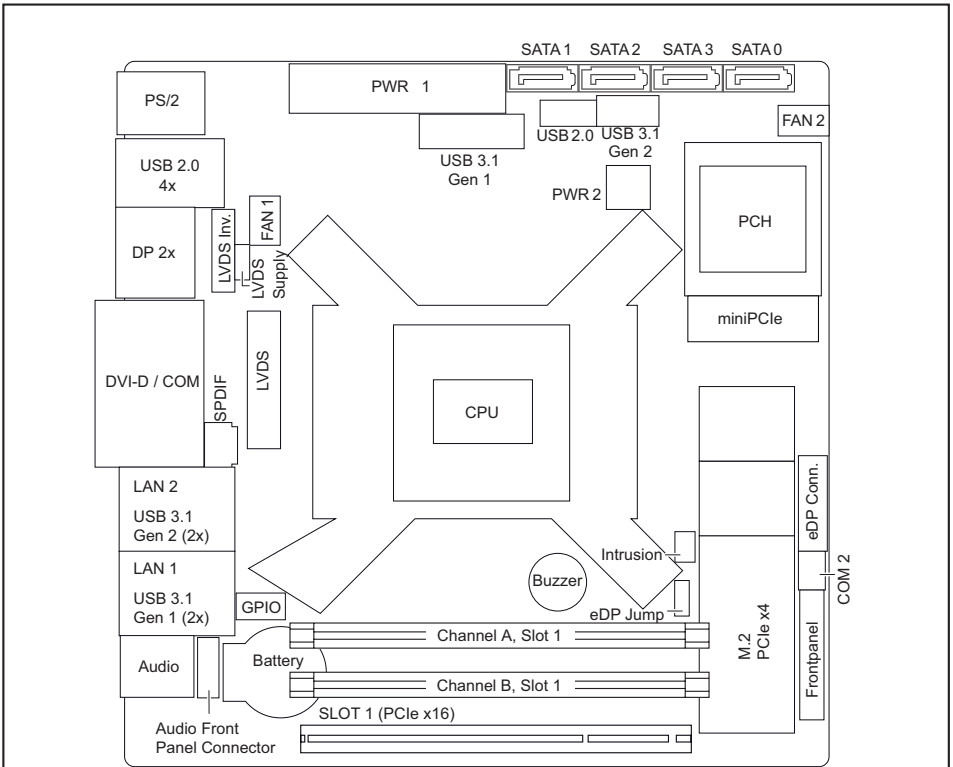 SATA 1
SATA 2
SATA 3
SATA 0
PWR 1
PS/2
FAN 2
USB 2.0
USB 3.1
Gen 2
USB 3.1
Gen 1
USB 2.0
4x
PWR 2
FAN 1
LVDS Inv.
LVDS
Supply
PCH
DP 2x
miniPCIe
LVDS
DVI-D / COM
SPDIF
CPU
LAN 2
USB 3.1
Gen 2 (2x)
eDP Conn.
Intrusion
LAN 1
USB 3.1
Gen 1 (2x)
Buzzer
COM 2
GPIO
eDP Jump
Channel A, Slot 1
M.2
PCIe x4
Frontpanel
Audio
Battery
Channel B, Slot 1
SLOT 1 (PCIe x16)
Audio Front
Panel Connector